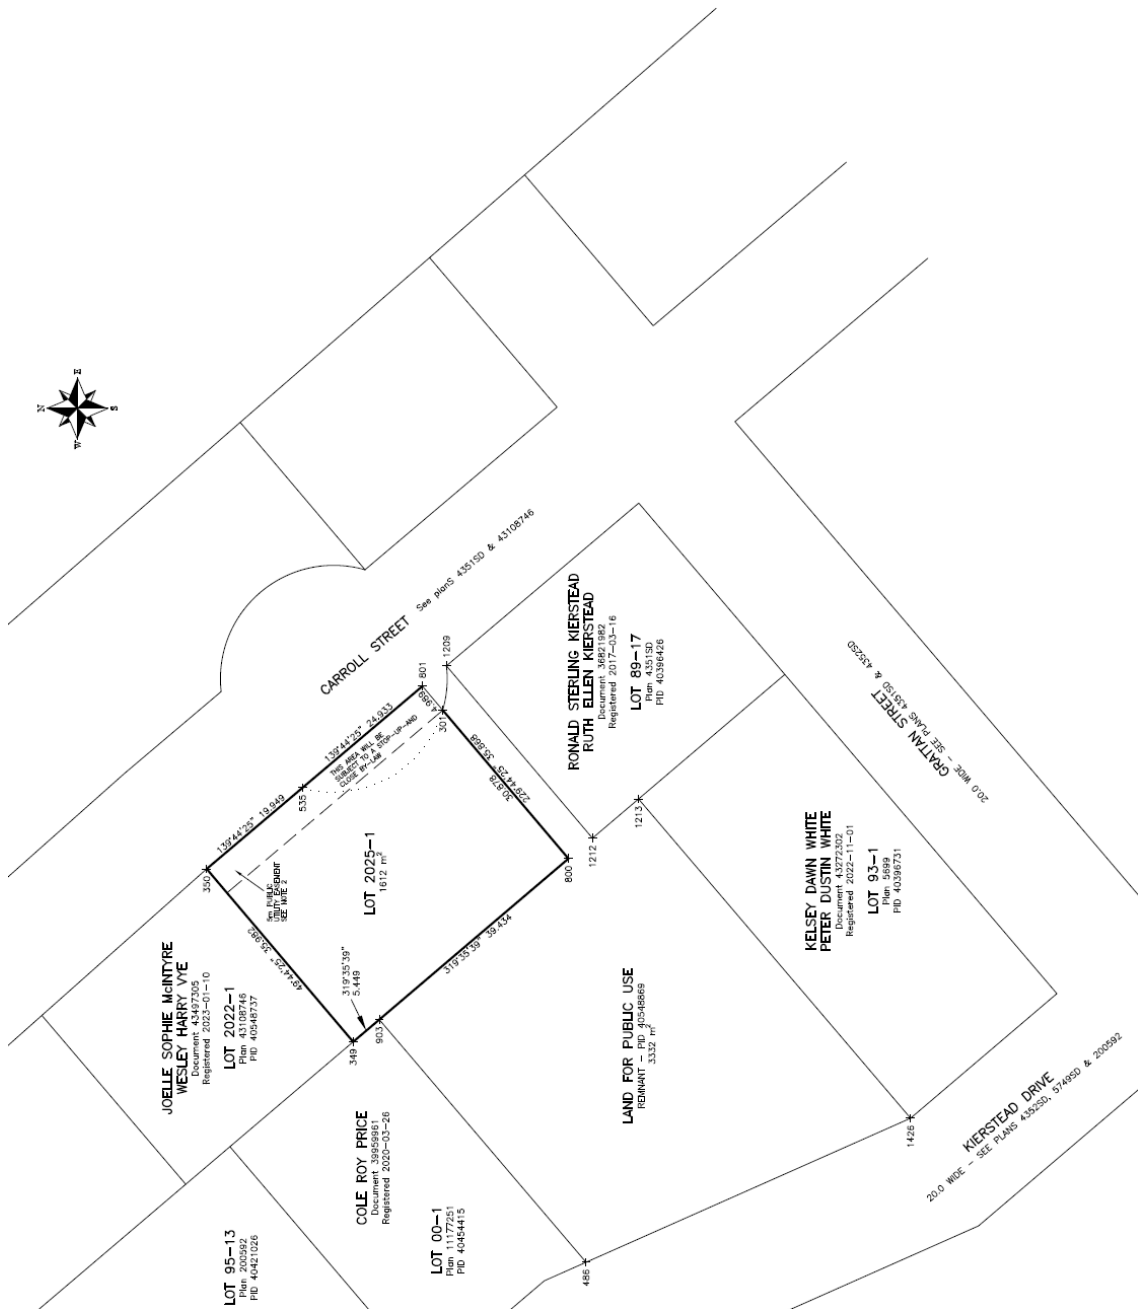 N
E
S
W
CARROLL STREET See planS 4351SD & 43108746
JOELLE SOPHIE McINTYRE
WESLEY HARRY VYE
Document 43497305
Registered 2023-01-10
LOT 2022-1
Plan 43108746
PID 40548737
350
139°44'25" 19.949
535
139°44'25" 24.933
801
4.989
301
1209
THIS AREA WILL BE
SUBJECT TO A STOP-UP-AND
CLOSE BY-LAW
5m PUBLIC
UTILITY EASEMENT
SEE NOTE 2
LOT 2025-1
1612 m²
49°44'25" 35.982
229°44'25" 35.868
30.878
800
319°35'39" 39.434
319°35'39"
5.449
349
903
1212
1213
RONALD STERLING KIERSTEAD
RUTH ELLEN KIERSTEAD
Document 36821982
Registered 2017-03-16
LOT 89-17
Plan 4351SD
PID 40396426
GRATTAN STREET
20.0 WIDE - SEE PLANS 4351SD & 4352SD
KELSEY DAWN WHITE
PETER DUSTIN WHITE
Document 43272302
Registered 2022-11-01
LOT 93-1
Plan 5699
PID 40396731
LAND FOR PUBLIC USE
REMNANT - PID 40548869
3332 m²
COLE ROY PRICE
Document 39959961
Registered 2020-03-26
LOT 00-1
Plan 11177251
PID 40454415
LOT 95-13
Plan 200592
PID 40421026
486
1426
KIERSTEAD DRIVE
20.0 WIDE - SEE PLANS 4352SD, 5749SD & 200592